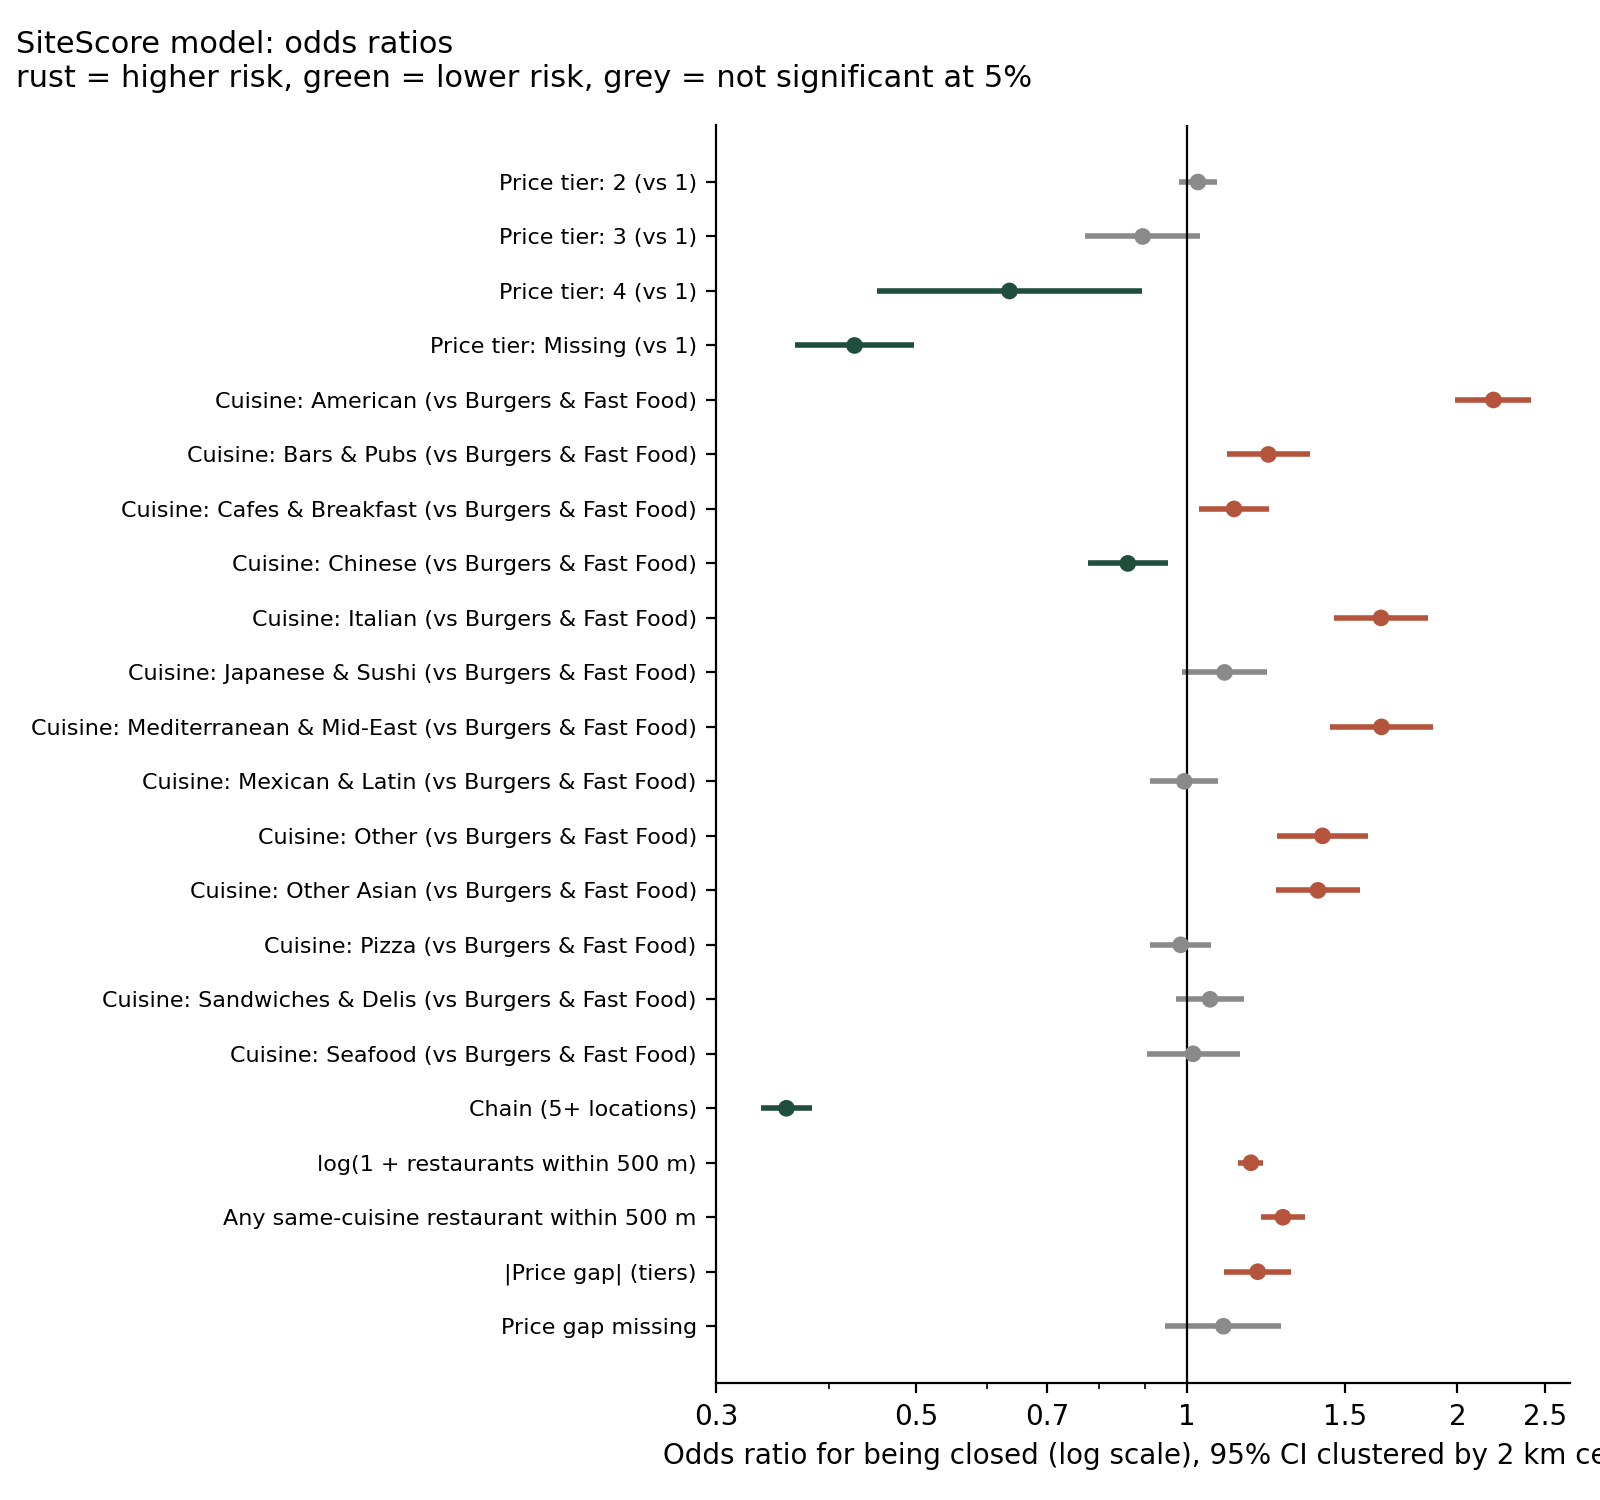 SiteScore model: odds ratios
rust = higher risk, green = lower risk, grey = not significant at 5%
Price tier: 2 (vs 1)
Price tier: 3 (vs 1)
Price tier: 4 (vs 1)
Price tier: Missing (vs 1)
Cuisine: American (vs Burgers & Fast Food)
Cuisine: Bars & Pubs (vs Burgers & Fast Food)
Cuisine: Cafes & Breakfast (vs Burgers & Fast Food)
Cuisine: Chinese (vs Burgers & Fast Food)
Cuisine: Italian (vs Burgers & Fast Food)
Cuisine: Japanese & Sushi (vs Burgers & Fast Food)
Cuisine: Mediterranean & Mid-East (vs Burgers & Fast Food)
Cuisine: Mexican & Latin (vs Burgers & Fast Food)
Cuisine: Other (vs Burgers & Fast Food)
Cuisine: Other Asian (vs Burgers & Fast Food)
Cuisine: Pizza (vs Burgers & Fast Food)
Cuisine: Sandwiches & Delis (vs Burgers & Fast Food)
Cuisine: Seafood (vs Burgers & Fast Food)
Chain (5+ locations)
log(1 + restaurants within 500 m)
Any same-cuisine restaurant within 500 m
|Price gap| (tiers)
Price gap missing
0.3 0.5 0.7 1 1.5 2 2.5
Odds ratio for being closed (log scale), 95% CI clustered by 2 km